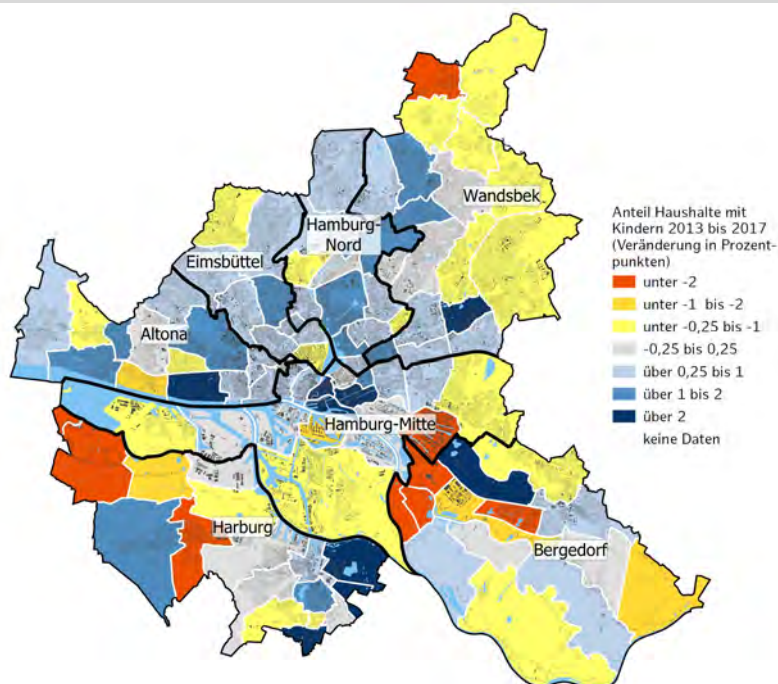 Wandsbek
Hamburg-
Nord
Eimsbüttel
Altona
Hamburg-Mitte
Harburg
Bergedorf
Anteil Haushalte mit
Kindern 2013 bis 2017
(Veränderung in Prozent-
punkten)
unter -2
unter -1 bis -2
unter -0,25 bis -1
-0,25 bis 0,25
über 0,25 bis 1
über 1 bis 2
über 2
keine Daten